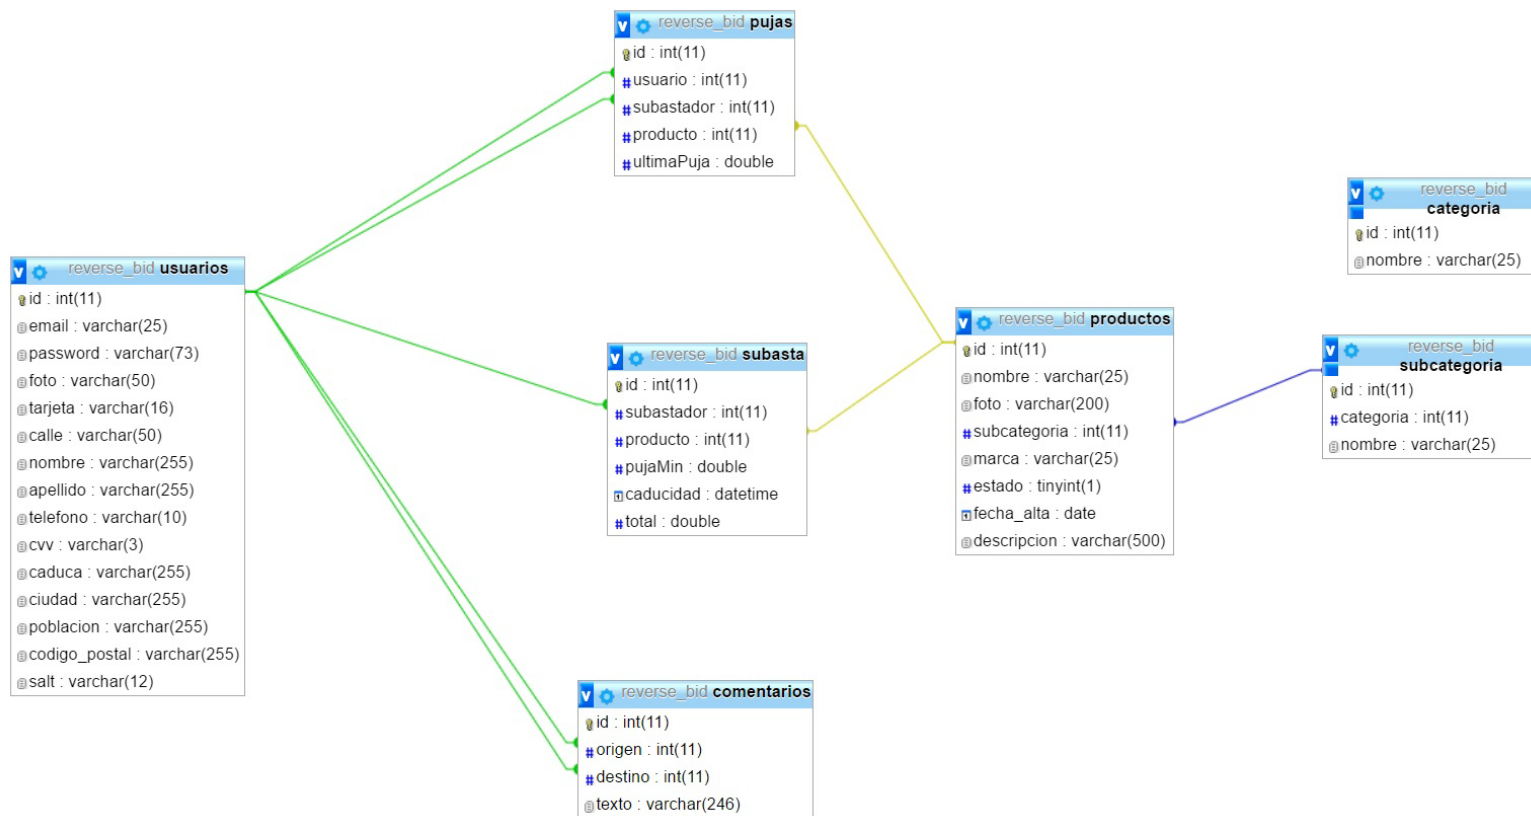 reverse_bid pujas
id : int(11)
usuario : int(11)
subastador : int(11)
producto : int(11)
ultimaPuja : double
reverse_bid
categoria
id : int(11)
nombre : varchar(25)
reverse_bid usuarios
id : int(11)
email : varchar(25)
password : varchar(73)
foto : varchar(50)
tarjeta : varchar(16)
calle : varchar(50)
nombre : varchar(255)
apellido : varchar(255)
telefono : varchar(10)
cvv : varchar(3)
caduca : varchar(255)
ciudad : varchar(255)
poblacion : varchar(255)
codigo_postal : varchar(255)
salt : varchar(12)
reverse_bid subasta
id : int(11)
subastador : int(11)
producto : int(11)
pujaMin : double
caducidad : datetime
total : double
reverse_bid productos
id : int(11)
nombre : varchar(25)
foto : varchar(200)
subcategoria : int(11)
marca : varchar(25)
estado : tinyint(1)
fecha_alta : date
descripcion : varchar(500)
reverse_bid
subcategoria
id : int(11)
categoria : int(11)
nombre : varchar(25)
reverse_bid comentarios
id : int(11)
origen : int(11)
destino : int(11)
texto : varchar(246)